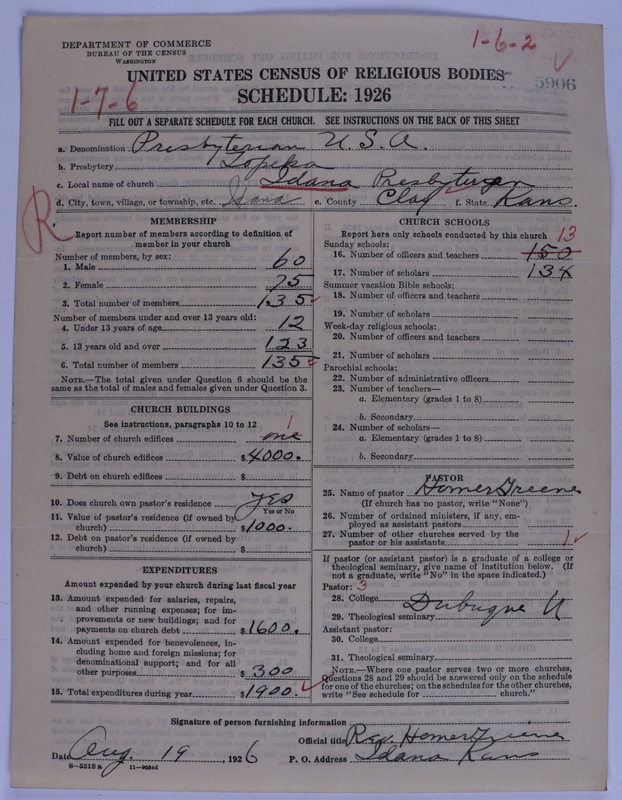 1-6-2
DEPARTMENT OF COMMERCE
BUREAU OF THE CENSUS
WASHINGTON
UNITED STATES CENSUS OF RELIGIOUS BODIES
5906
1-7-6
SCHEDULE: 1926
FILL OUT A SEPARATE SCHEDULE FOR EACH CHURCH. SEE INSTRUCTIONS ON THE BACK OF THIS SHEET
a. Denomination Presbyterian U.S.A.
b. Presbytery Topeka
c. Local name of church Idana Presbyterian
d. City, town, village, or township, etc. Idana e. County Clay f. State Kans.
R
MEMBERSHIP
Report number of members according to definition of member in your church
Number of members, by sex:
1. Male 60
2. Female 75
3. Total number of members 135
Number of members under and over 13 years old:
4. Under 13 years of age 12
5. 13 years old and over 123
6. Total number of members 135
NOTE.—The total given under Question 6 should be the
same as the total of males and females given under Question 3.
CHURCH BUILDINGS
See instructions, paragraphs 10 to 12
1
7. Number of church edifices one
8. Value of church edifices $4000.
9. Debt on church edifices $
10. Does church own pastor's residence Yes
Yes or No
11. Value of pastor's residence (if owned by
church) $1000.
12. Debt on pastor's residence (if owned by
church) $
EXPENDITURES
Amount expended by your church during last fiscal year
13. Amount expended for salaries, repairs,
and other running expenses; for im-
provements or new buildings; and for
payments on church debt $1600.
14. Amount expended for benevolences, in-
cluding home and foreign missions; for
denominational support; and for all
other purposes $300
15. Total expenditures during year $1900.
CHURCH SCHOOLS
Report here only schools conducted by this church
13
Sunday schools:
16. Number of officers and teachers 150
17. Number of scholars 134
Summer vacation Bible schools:
18. Number of officers and teachers
19. Number of scholars
Week-day religious schools:
20. Number of officers and teachers
21. Number of scholars
Parochial schools:
22. Number of administrative officers
23. Number of teachers—
a. Elementary (grades 1 to 8)
b. Secondary
24. Number of scholars—
a. Elementary (grades 1 to 8)
b. Secondary
PASTOR
25. Name of pastor Homer Greene
(If church has no pastor, write "None")
26. Number of ordained ministers, if any, em-
ployed as assistant pastors
27. Number of other churches served by the
pastor or his assistants 1
If pastor (or assistant pastor) is a graduate of a college or
theological seminary, give name of institution below. (If
not a graduate, write "No" in the space indicated.)
Pastor: 3
28. College
Dubuque U
29. Theological seminary
Assistant pastor:
30. College
31. Theological seminary
NOTE.—Where one pastor serves two or more churches,
Questions 28 and 29 should be answered only on the schedule
for one of the churches; on the schedules for the other churches,
write "See schedule for church."
Signature of person furnishing information
Official title Rev. Homer Greene
Date Aug. 19, 1926 P. O. Address Idana Kans
8-5518 a